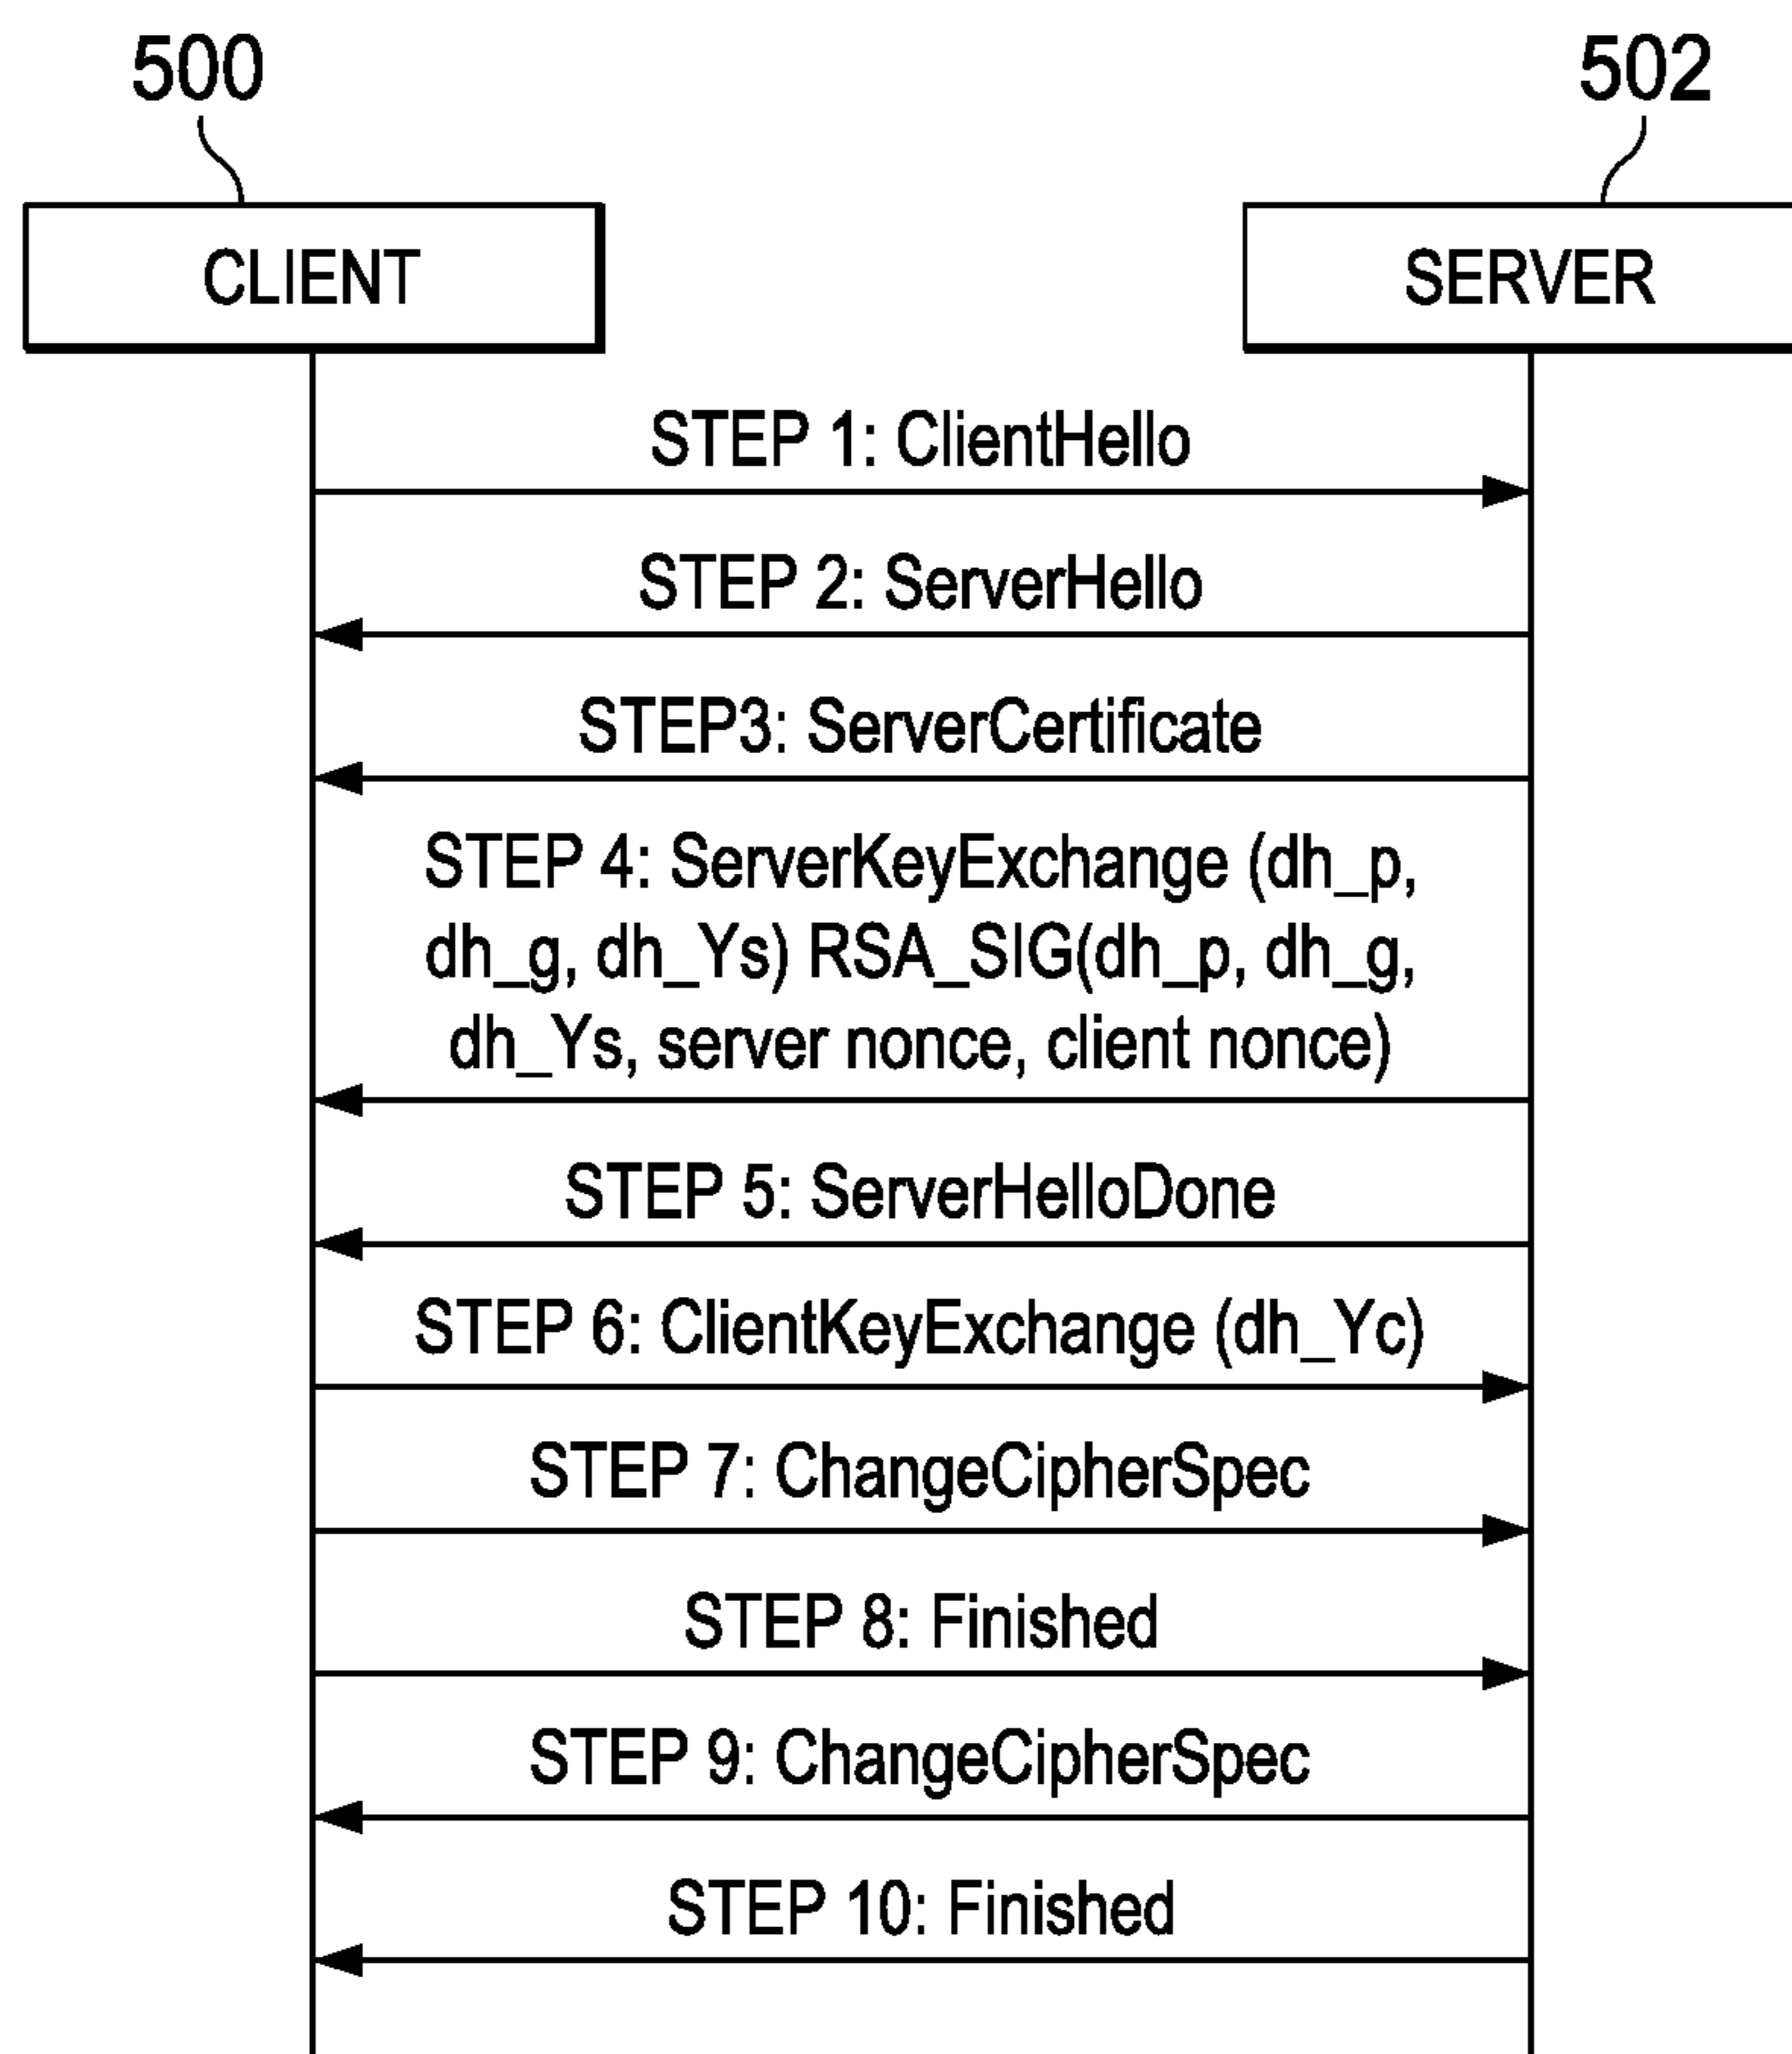 500
502
CLIENT
SERVER
STEP 1: ClientHello
STEP 2: ServerHello
STEP3: ServerCertificate
STEP 4: ServerKeyExchange (dh_p,
dh_g, dh_Ys) RSA_SIG(dh_p, dh_g,
dh_Ys, server nonce, client nonce)
STEP 5: ServerHelloDone
STEP 6: ClientKeyExchange (dh_Yc)
STEP 7: ChangeCipherSpec
STEP 8: Finished
STEP 9: ChangeCipherSpec
STEP 10: Finished